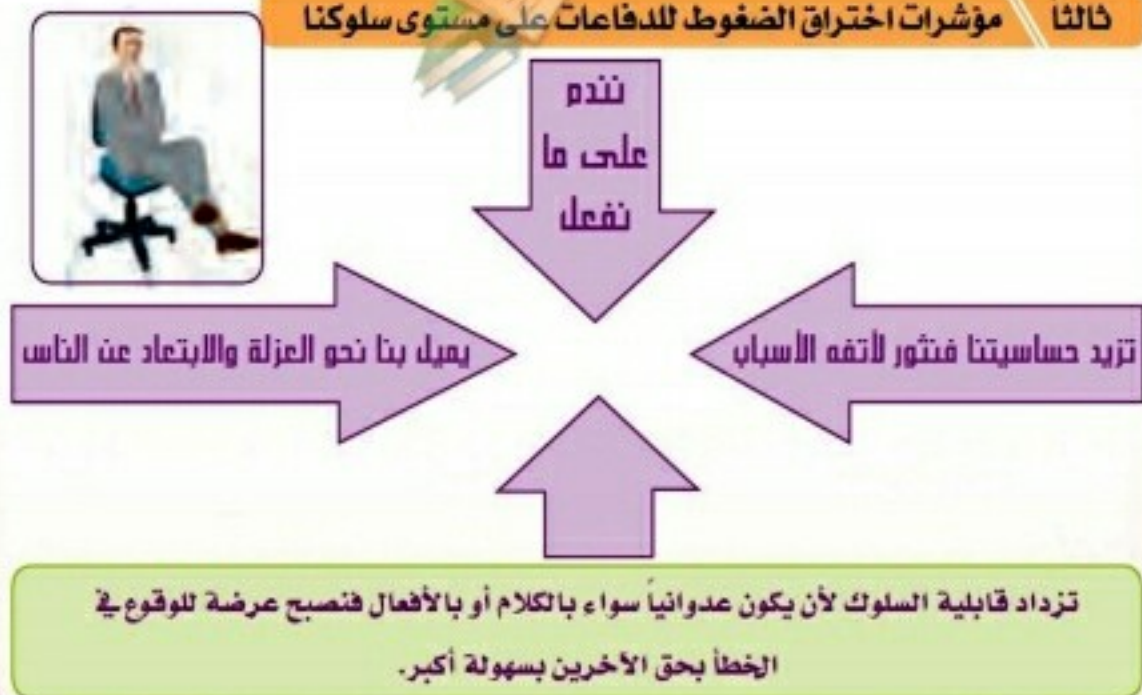 ثالثاً مؤشرات اختراق الضغوط للدفاعات على مستوى سلوكنا
نندم
على ما
نفعل
تزيد حساسيتنا فنثور لأتفه الأسباب
يميل بنا نحو العزلة والابتعاد عن الناس
تزداد قابلية السلوك لأن يكون عدوانياً سواء بالكلام أو بالأفعال فنصبح عرضة للوقوع في
الخطأ بحق الآخرين بسهولة أكبر.